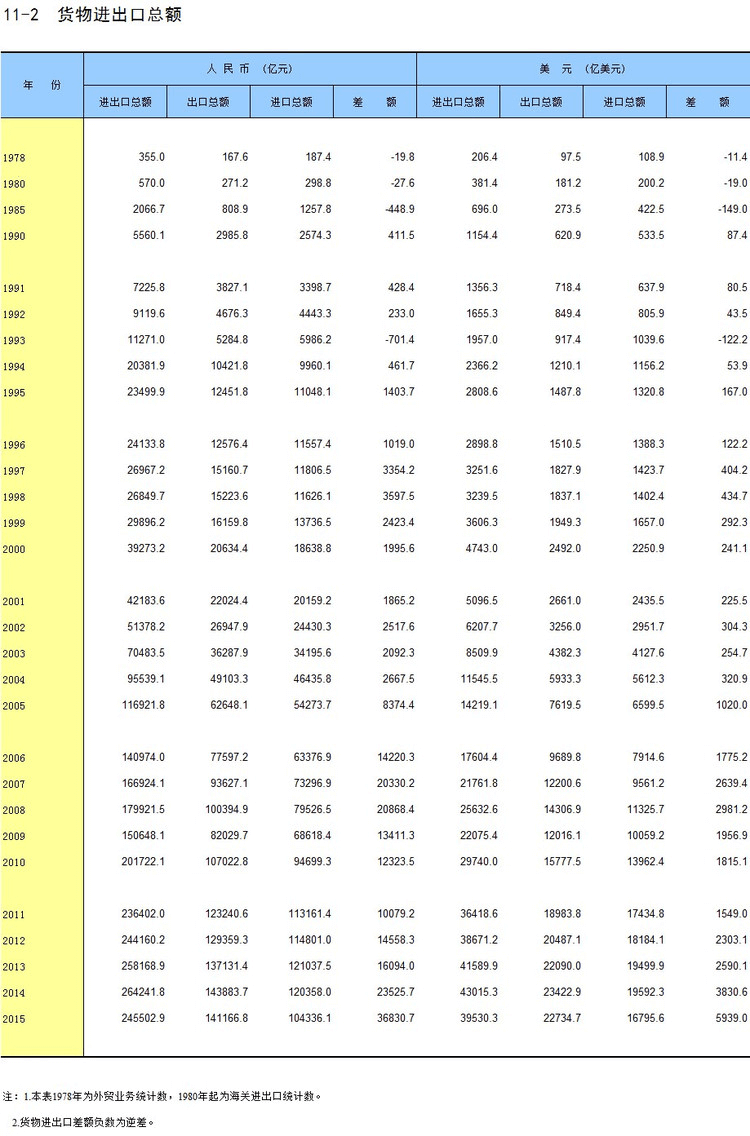 11-2 货物进出口总额
年 份 人 民 币 (亿元) 美 元 (亿美元)
进出口总额 出口总额 进口总额 差 额 进出口总额 出口总额 进口总额 差 额
1978 355.0 167.6 187.4 -19.8 206.4 97.5 108.9 -11.4
1980 570.0 271.2 298.8 -27.6 381.4 181.2 200.2 -19.0
1985 2066.7 808.9 1257.8 -448.9 696.0 273.5 422.5 -149.0
1990 5560.1 2985.8 2574.3 411.5 1154.4 620.9 533.5 87.4
1991 7225.8 3827.1 3398.7 428.4 1356.3 718.4 637.9 80.5
1992 9119.6 4676.3 4443.3 233.0 1655.3 849.4 805.9 43.5
1993 11271.0 5284.8 5986.2 -701.4 1957.0 917.4 1039.6 -122.2
1994 20381.9 10421.8 9960.1 461.7 2366.2 1210.1 1156.2 53.9
1995 23499.9 12451.8 11048.1 1403.7 2808.6 1487.8 1320.8 167.0
1996 24133.8 12576.4 11557.4 1019.0 2898.8 1510.5 1388.3 122.2
1997 26967.2 15160.7 11806.5 3354.2 3251.6 1827.9 1423.7 404.2
1998 26849.7 15223.6 11626.1 3597.5 3239.5 1837.1 1402.4 434.7
1999 29896.2 16159.8 13736.5 2423.4 3606.3 1949.3 1657.0 292.3
2000 39273.2 20634.4 18638.8 1995.6 4743.0 2492.0 2250.9 241.1
2001 42183.6 22024.4 20159.2 1865.2 5096.5 2661.0 2435.5 225.5
2002 51378.2 26947.9 24430.3 2517.6 6207.7 3256.0 2951.7 304.3
2003 70483.5 36287.9 34195.6 2092.3 8509.9 4382.3 4127.6 254.7
2004 95539.1 49103.3 46435.8 2667.5 11545.5 5933.3 5612.3 320.9
2005 116921.8 62648.1 54273.7 8374.4 14219.1 7619.5 6599.5 1020.0
2006 140974.0 77597.2 63376.9 14220.3 17604.4 9689.8 7914.6 1775.2
2007 166924.1 93627.1 73296.9 20330.2 21761.8 12200.6 9561.2 2639.4
2008 179921.5 100394.9 79526.5 20868.4 25632.6 14306.9 11325.7 2981.2
2009 150648.1 82029.7 68618.4 13411.3 22075.4 12016.1 10059.2 1956.9
2010 201722.1 107022.8 94699.3 12323.5 29740.0 15777.5 13962.4 1815.1
2011 236402.0 123240.6 113161.4 10079.2 36418.6 18983.8 17434.8 1549.0
2012 244160.2 129359.3 114801.0 14558.3 38671.2 20487.1 18184.1 2303.1
2013 258168.9 137131.4 121037.5 16094.0 41589.9 22090.0 19499.9 2590.1
2014 264241.8 143883.7 120358.0 23525.7 43015.3 23422.9 19592.3 3830.6
2015 245502.9 141166.8 104336.1 36830.7 39530.3 22734.7 16795.6 5939.0
注：1.本表1978年为外贸业务统计数，1980年起为海关进出口统计数。
2.货物进出口差额负数为逆差。